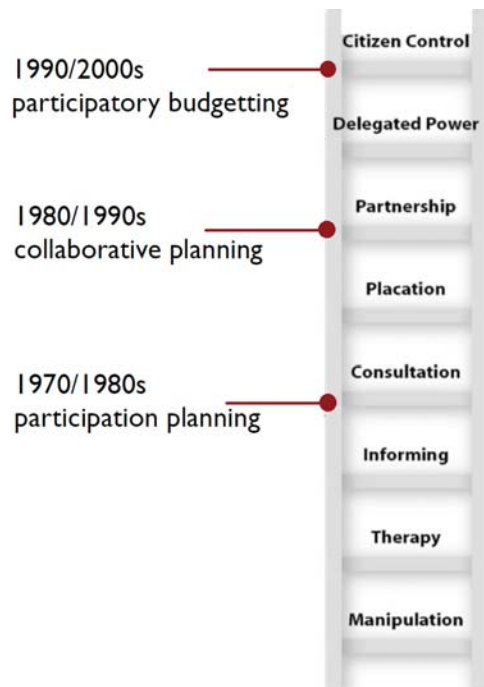 Citizen Control
1990/2000s
participatory budgetting
Delegated Power
Partnership
1980/1990s
collaborative planning
Placation
Consultation
1970/1980s
participation planning
Informing
Therapy
Manipulation